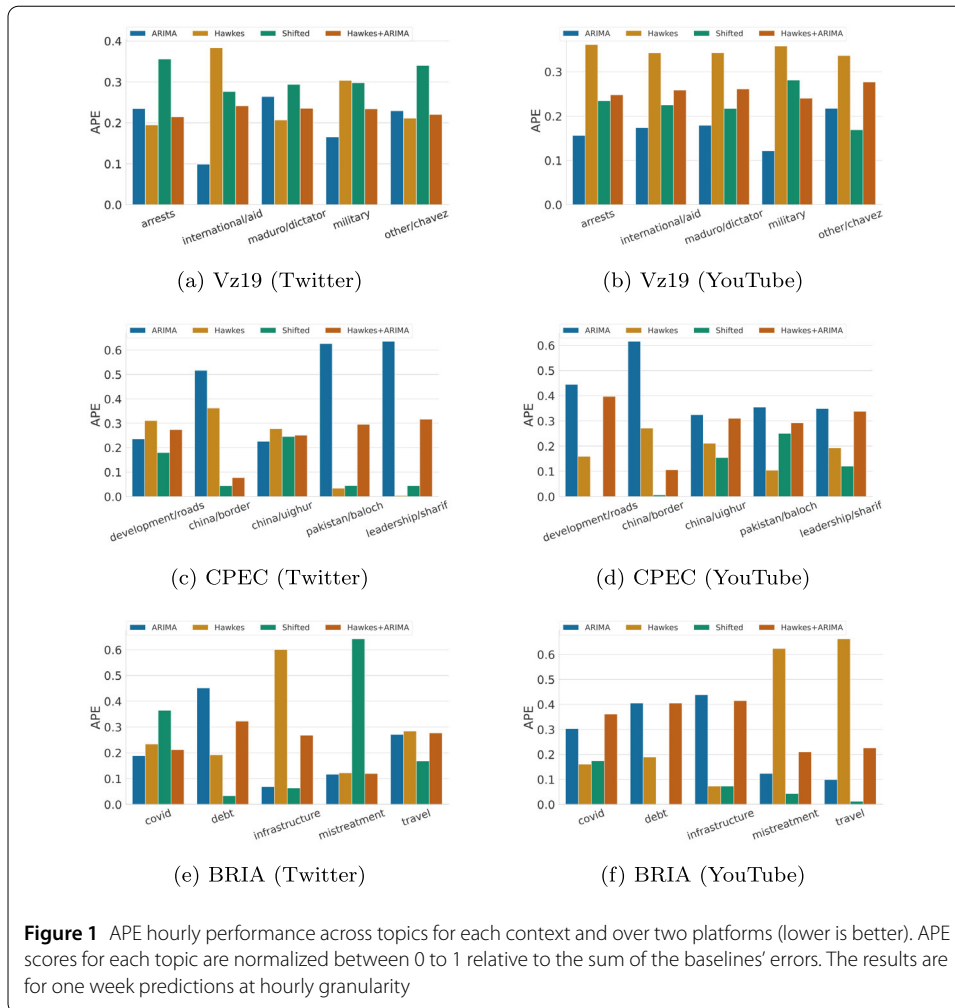 ARIMA Hawkes Shifted Hawkes+ARIMA
0.4
0.3
0.2
0.1
0.0
APE
arrests international/aid maduro/dictator military other/chavez
(a) Vz19 (Twitter)
ARIMA Hawkes Shifted Hawkes+ARIMA
0.3
0.2
0.1
0.0
APE
arrests international/aid maduro/dictator military other/chavez
(b) Vz19 (YouTube)
ARIMA Hawkes Shifted Hawkes+ARIMA
0.6
0.5
0.4
0.3
0.2
0.1
0.0
APE
development/roads china/border china/uighur pakistan/baloch leadership/sharif
(c) CPEC (Twitter)
ARIMA Hawkes Shifted Hawkes+ARIMA
0.6
0.5
0.4
0.3
0.2
0.1
0.0
APE
development/roads china/border china/uighur pakistan/baloch leadership/sharif
(d) CPEC (YouTube)
ARIMA Hawkes Shifted Hawkes+ARIMA
0.6
0.5
0.4
0.3
0.2
0.1
0.0
APE
covid debt infrastructure mistreatment travel
(e) BRIA (Twitter)
ARIMA Hawkes Shifted Hawkes+ARIMA
0.6
0.5
0.4
0.3
0.2
0.1
0.0
APE
covid debt infrastructure mistreatment travel
(f) BRIA (YouTube)
Figure 1 APE hourly performance across topics for each context and over two platforms (lower is better). APE
scores for each topic are normalized between 0 to 1 relative to the sum of the baselines' errors. The results are
for one week predictions at hourly granularity